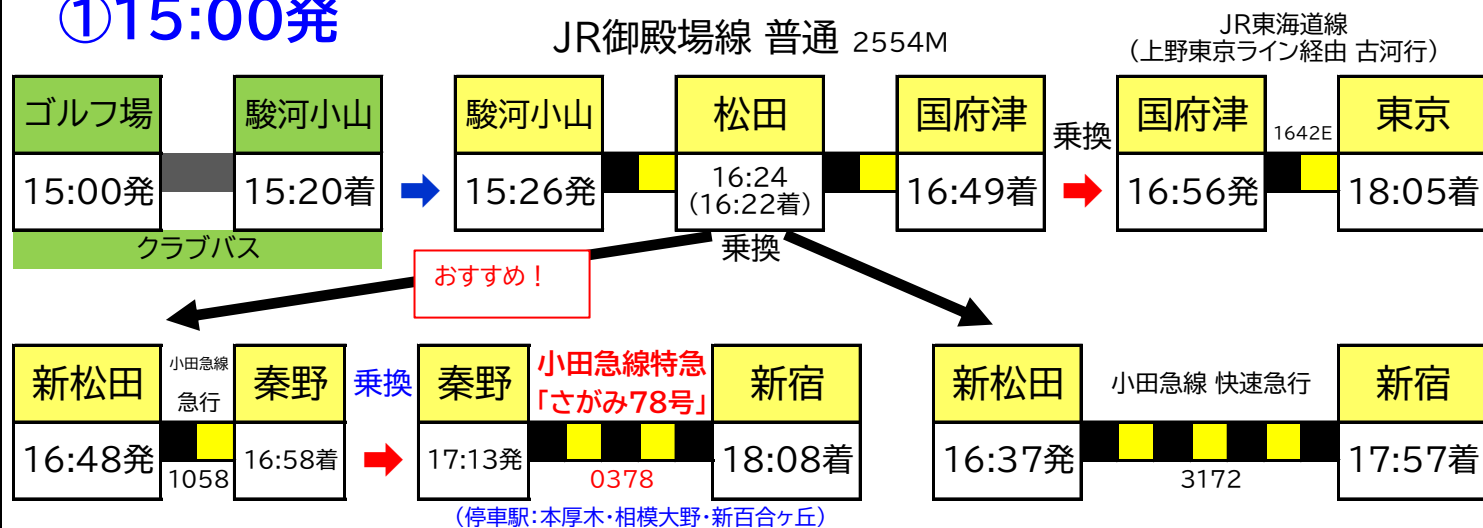 ①15:00発
JR御殿場線 普通 2554M
JR東海道線
（上野東京ライン経由 古河行）
ゴルフ場
駿河小山
15:00発
15:20着
クラブバス
駿河小山
松田
国府津
15:26発
16:24
(16:22着)
16:49着
乗換
乗換
国府津
1642E
東京
16:56発
18:05着
おすすめ！
新松田
小田急線
急行
秦野
16:48発
1058
16:58着
乗換
秦野
小田急線特急
「さがみ78号」
新宿
17:13発
0378
18:08着
（停車駅：本厚木・相模大野・新百合ヶ丘）
新松田
小田急線 快速急行
新宿
16:37発
3172
17:57着